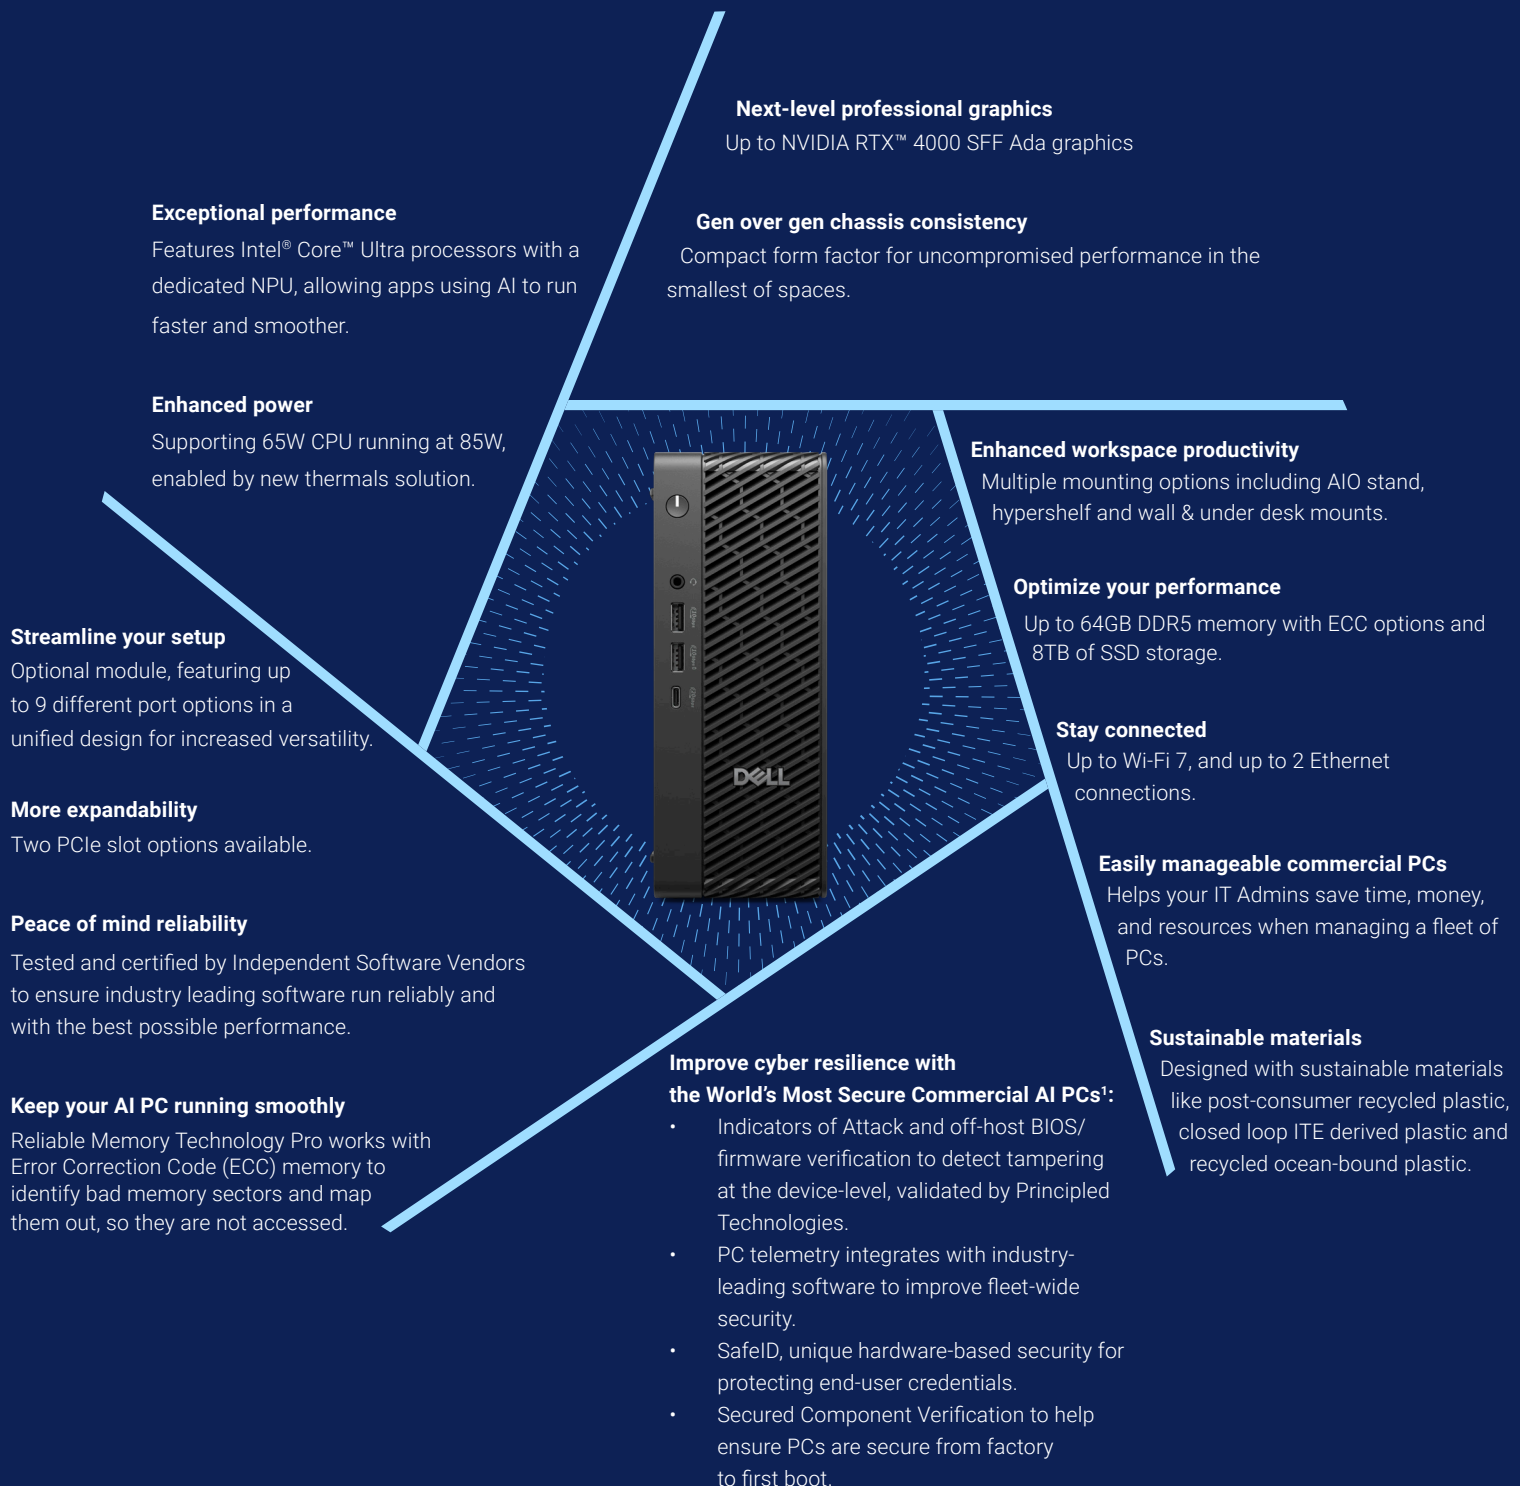 Next-level professional graphics
Up to NVIDIA RTX™ 4000 SFF Ada graphics
Gen over gen chassis consistency
Compact form factor for uncompromised performance in the
smallest of spaces.
Exceptional performance
Features Intel® Core™ Ultra processors with a
dedicated NPU, allowing apps using AI to run
faster and smoother.
Enhanced power
Supporting 65W CPU running at 85W,
enabled by new thermals solution.
Enhanced workspace productivity
Multiple mounting options including AIO stand,
hypershelf and wall & under desk mounts.
Optimize your performance
Up to 64GB DDR5 memory with ECC options and
8TB of SSD storage.
Stay connected
Up to Wi-Fi 7, and up to 2 Ethernet
connections.
Easily manageable commercial PCs
Helps your IT Admins save time, money,
and resources when managing a fleet of
PCs.
Sustainable materials
Designed with sustainable materials
like post-consumer recycled plastic,
closed loop ITE derived plastic and
recycled ocean-bound plastic.
DELL
Streamline your setup
Optional module, featuring up
to 9 different port options in a
unified design for increased versatility.
More expandability
Two PCIe slot options available.
Peace of mind reliability
Tested and certified by Independent Software Vendors
to ensure industry leading software run reliably and
with the best possible performance.
Keep your AI PC running smoothly
Reliable Memory Technology Pro works with
Error Correction Code (ECC) memory to
identify bad memory sectors and map
them out, so they are not accessed.
Improve cyber resilience with
the World's Most Secure Commercial AI PCs¹:
• Indicators of Attack and off-host BIOS/
firmware verification to detect tampering
at the device-level, validated by Principled
Technologies.
• PC telemetry integrates with industry-
leading software to improve fleet-wide
security.
• SafeID, unique hardware-based security for
protecting end-user credentials.
• Secured Component Verification to help
ensure PCs are secure from factory
to first boot.